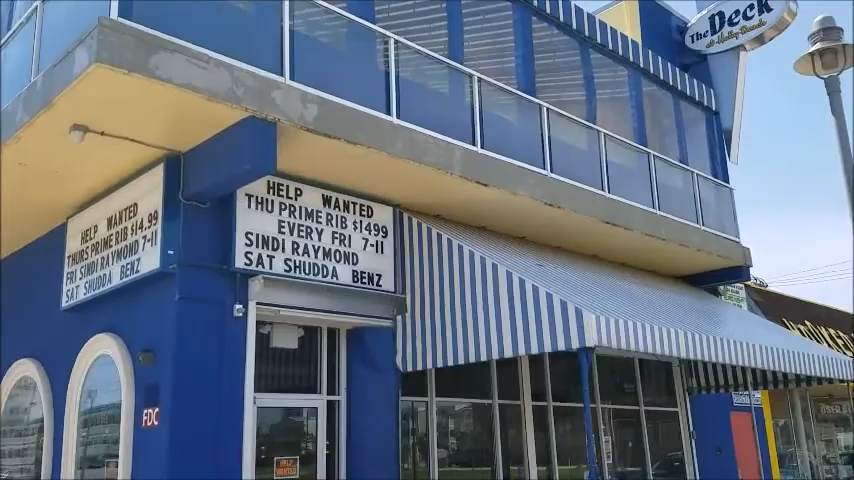 The Deck
HELP WANTED
THURS PRIME RIB $14.99
FRI SINDI RAYMOND 7-11
SAT SHUDDA BENZ
HELP WANTED
THU PRIME RIB $1499
EVERY FRI
SINDI RAYMOND 7-11
SAT SHUDDA BENZ
FDC
HELP
WANTED